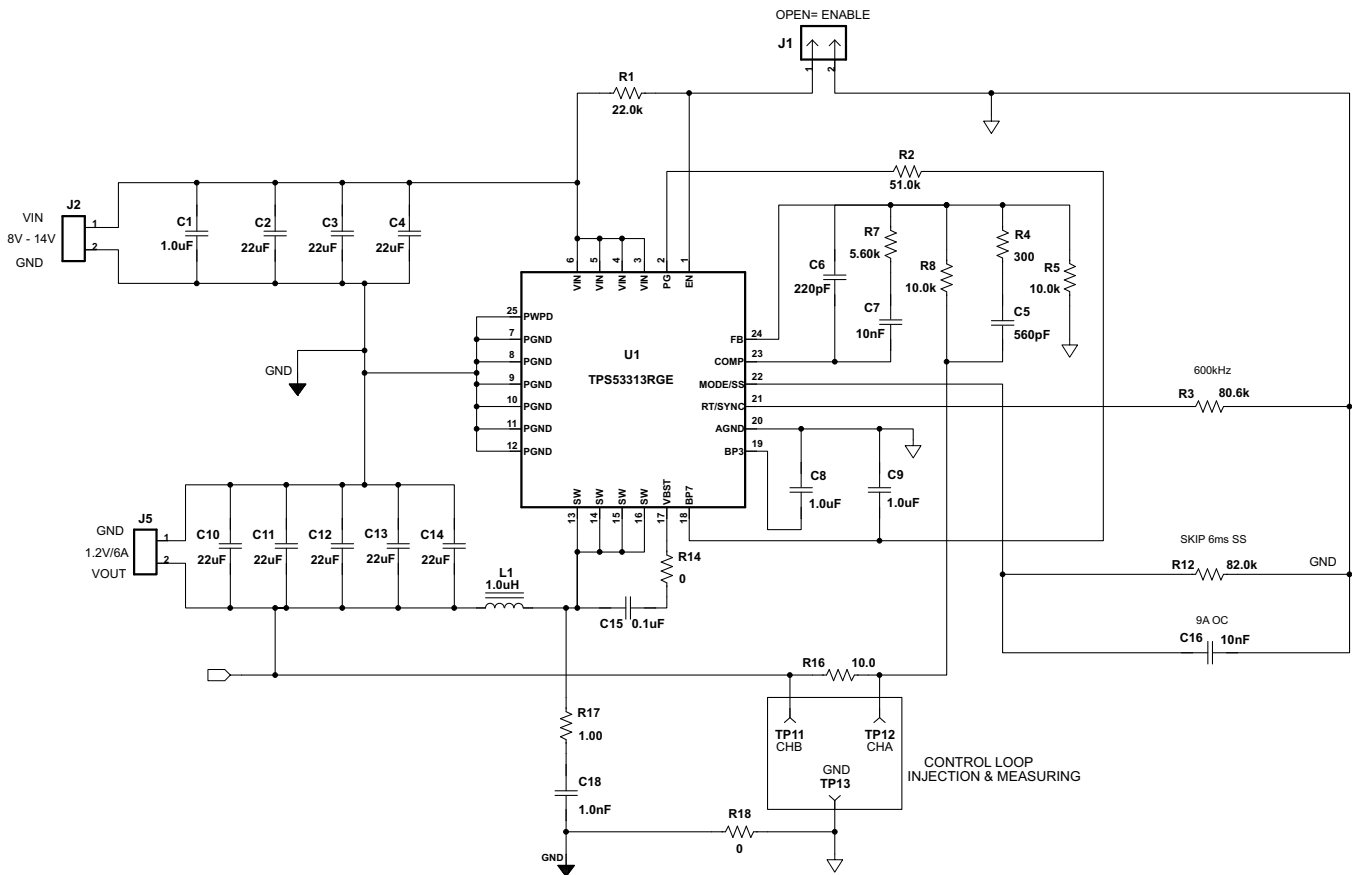 OPEN= ENABLE
J1
1
2
R1
22.0k
R2
51.0k
J2
VIN
8V - 14V
GND
1
2
C1
1.0uF
C2
22uF
C3
22uF
C4
22uF
6
5
4
3
2
1
VIN
VIN
VIN
VIN
PG
EN
R7
5.60k
C6
220pF
C7
10nF
R8
10.0k
R4
300
R5
10.0k
C5
560pF
25
PWPD
7
PGND
8
PGND
9
PGND
10
PGND
11
PGND
12
PGND
U1
TPS53313RGE
FB
24
COMP
23
MODE/SS
22
RT/SYNC
21
AGND
20
BP3
19
GND
600kHz
R3
80.6k
SW
SW
SW
SW
VBST
BP7
13
14
15
16
17
18
C8
1.0uF
C9
1.0uF
J5
GND
1.2V/6A
VOUT
1
2
C10
22uF
C11
22uF
C12
22uF
C13
22uF
C14
22uF
L1
1.0uH
R14
0
C15
0.1uF
SKIP 6ms SS
R12
82.0k
GND
9A OC
C16
10nF
R16
10.0
R17
1.00
C18
1.0nF
TP11
CHB
TP12
CHA
GND
TP13
CONTROL LOOP
INJECTION & MEASURING
R18
0
GND